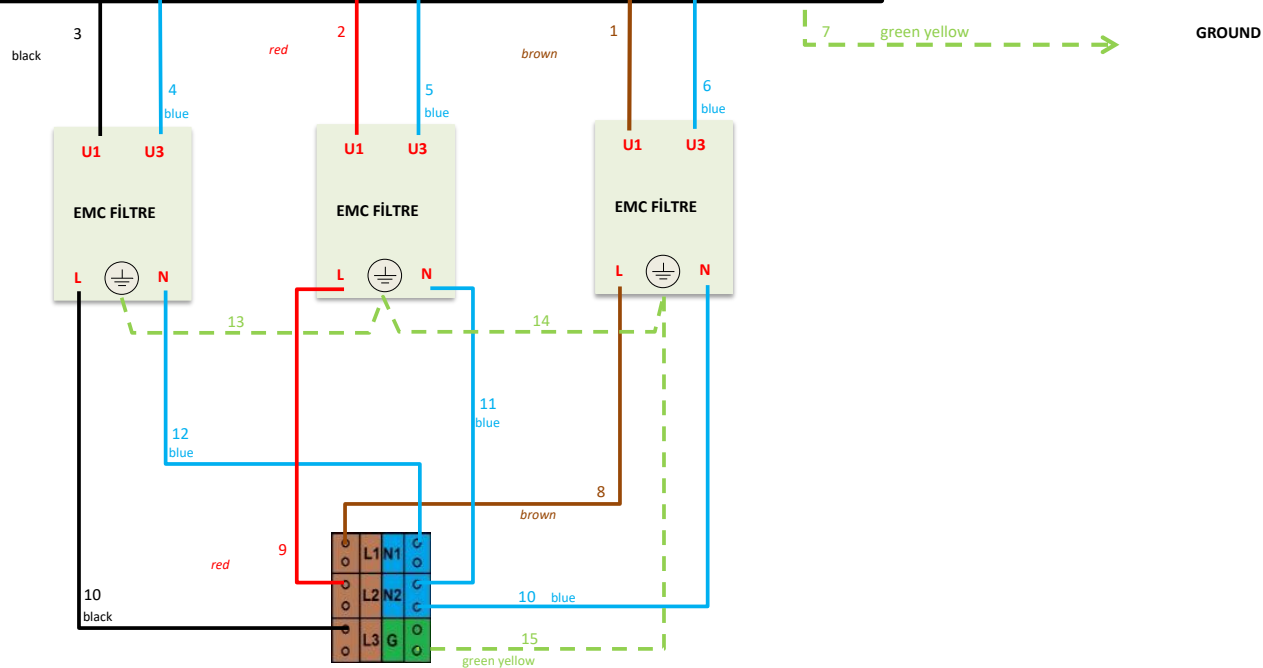 3
black
4
blue
2
red
5
blue
1
brown
6
blue
7 green yellow
GROUND
U1 U3
EMC FİLTRE
L N
U1 U3
EMC FİLTRE
L N
U1 U3
EMC FİLTRE
L N
13
14
12
blue
11
blue
8
brown
9
red
10
black
L1 N1
L2 N2
L3 G
10 blue
15
green yellow